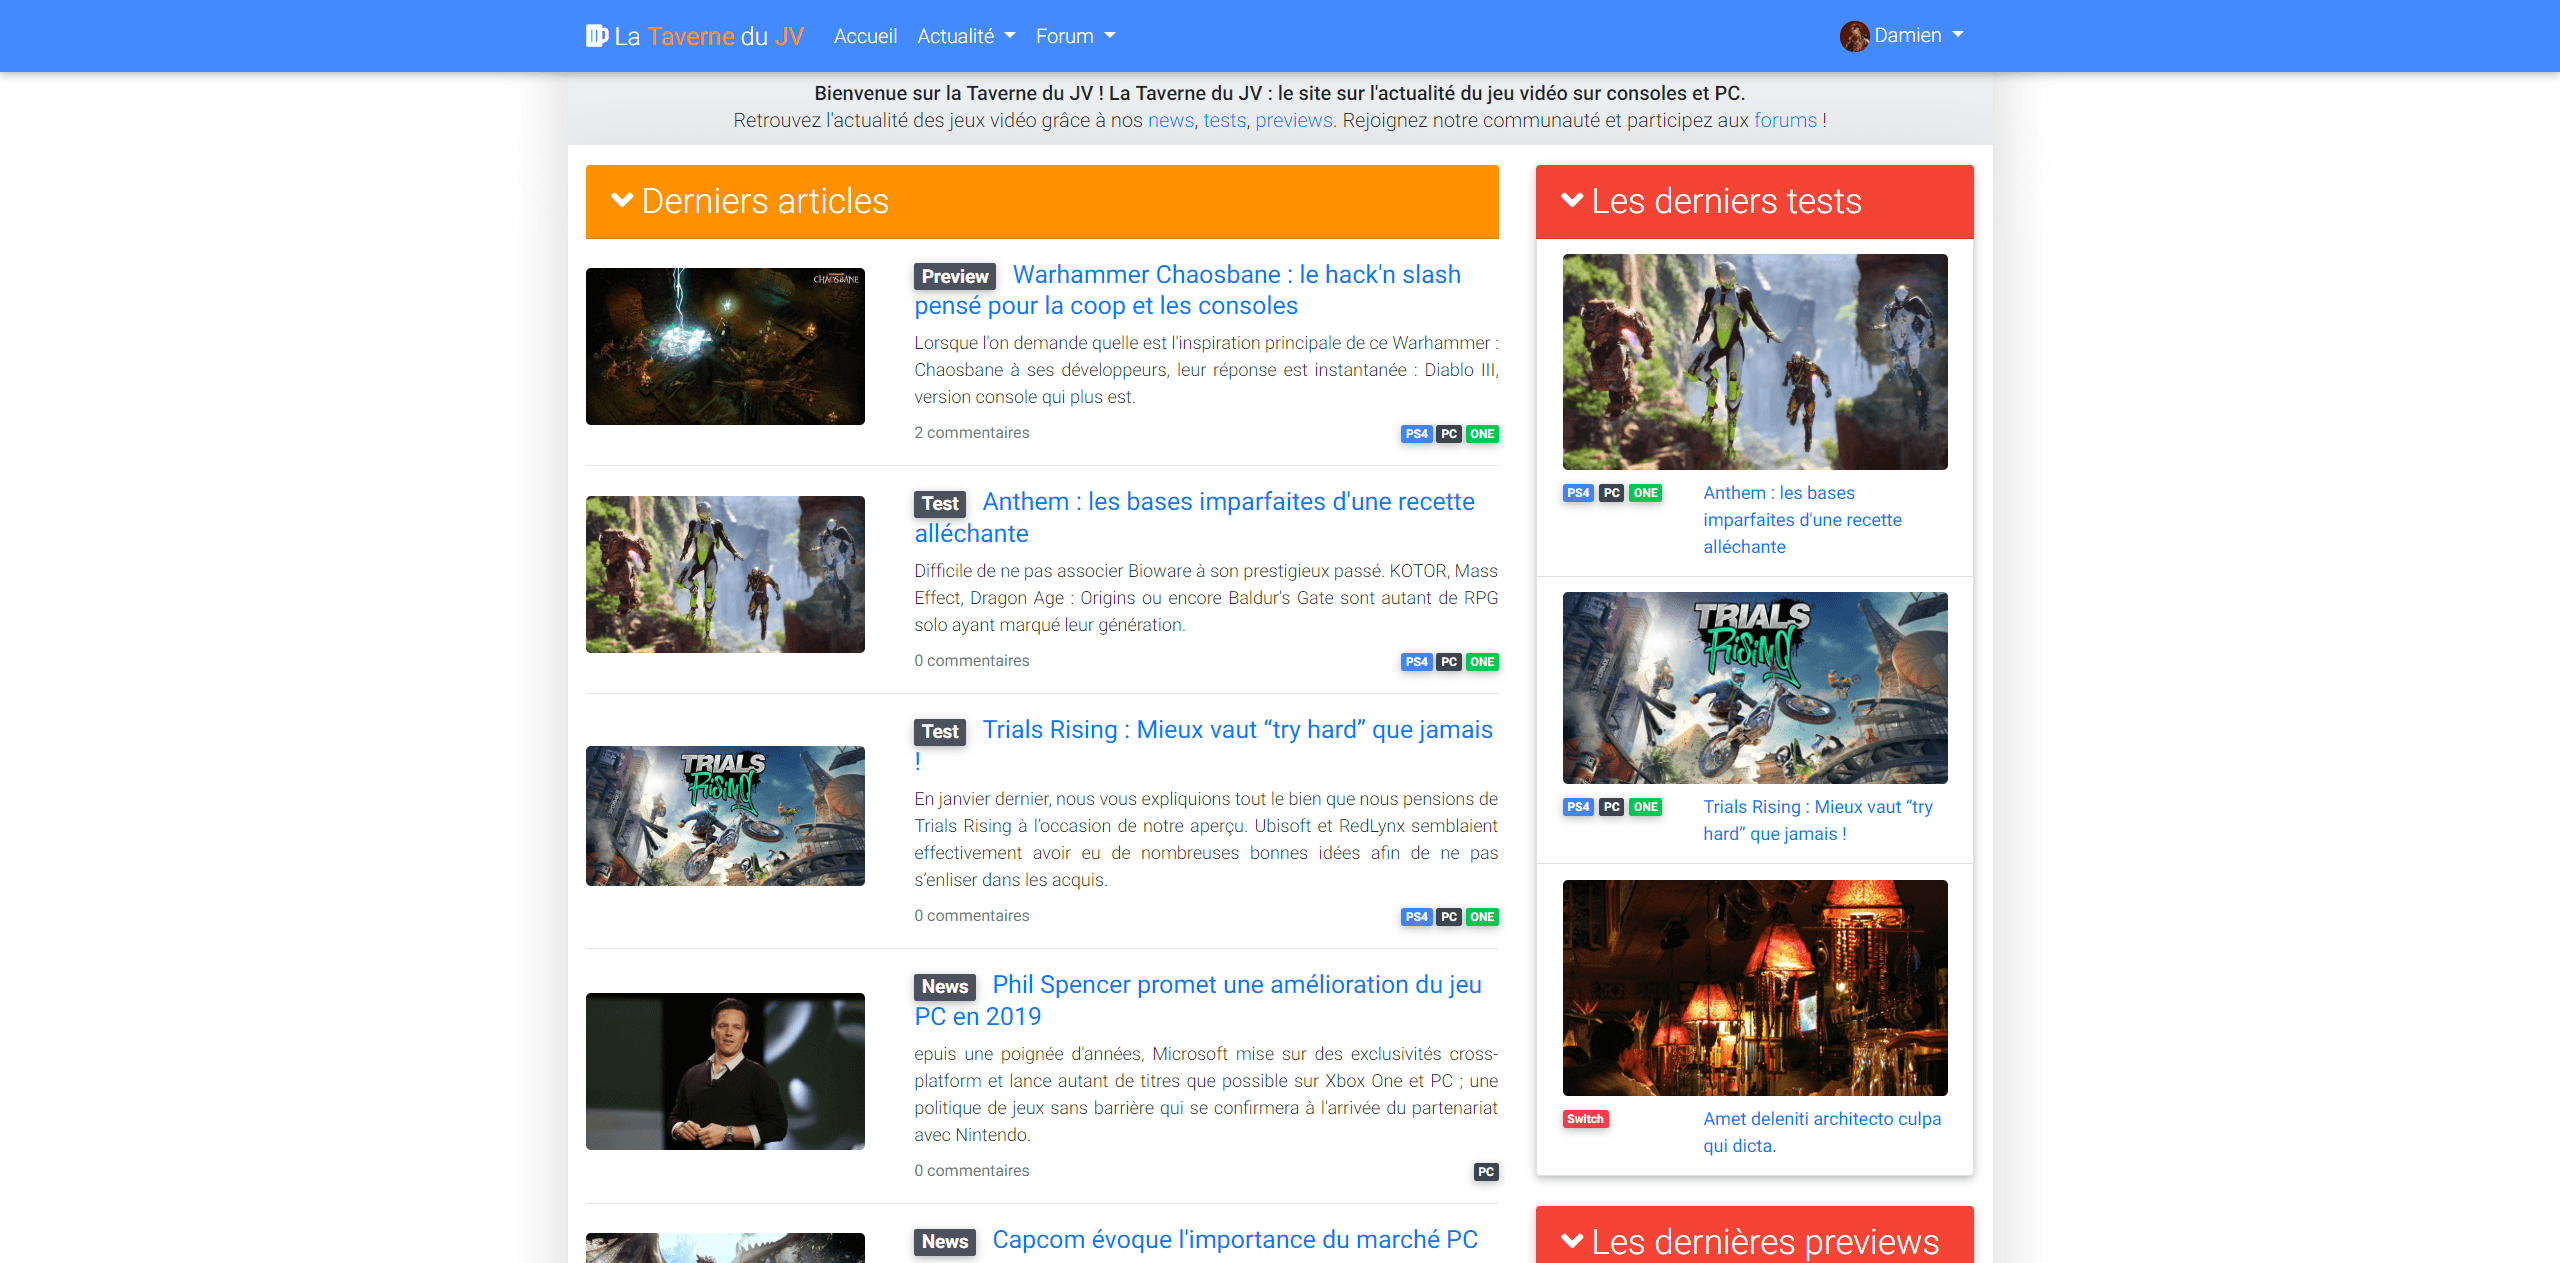 La Taverne du JV Accueil Actualité Forum Damien
Bienvenue sur la Taverne du JV ! La Taverne du JV : le site sur l'actualité du jeu vidéo sur consoles et PC.
Retrouvez l'actualité des jeux vidéo grâce à nos news, tests, previews. Rejoignez notre communauté et participez aux forums !
Derniers articles
CHAOSBANE
Preview Warhammer Chaosbane : le hack'n slash
pensé pour la coop et les consoles
Lorsque l'on demande quelle est l'inspiration principale de ce Warhammer :
Chaosbane à ses développeurs, leur réponse est instantanée : Diablo III,
version console qui plus est.
2 commentaires PS4 PC ONE
Test Anthem : les bases imparfaites d'une recette
alléchante
Difficile de ne pas associer Bioware à son prestigieux passé. KOTOR, Mass
Effect, Dragon Age : Origins ou encore Baldur's Gate sont autant de RPG
solo ayant marqué leur génération.
0 commentaires PS4 PC ONE
TRIALS
RiSiNG
Test Trials Rising : Mieux vaut “try hard” que jamais
!
En janvier dernier, nous vous expliquions tout le bien que nous pensions de
Trials Rising à l’occasion de notre aperçu. Ubisoft et RedLynx semblaient
effectivement avoir eu de nombreuses bonnes idées afin de ne pas
s’enliser dans les acquis.
0 commentaires PS4 PC ONE
News Phil Spencer promet une amélioration du jeu
PC en 2019
epuis une poignée d'années, Microsoft mise sur des exclusivités cross-
platform et lance autant de titres que possible sur Xbox One et PC ; une
politique de jeux sans barrière qui se confirmera à l'arrivée du partenariat
avec Nintendo.
0 commentaires PC
News Capcom évoque l'importance du marché PC
Les derniers tests
PS4 PC ONE Anthem : les bases
imparfaites d'une recette
alléchante
TRIALS
RiSiNG
PS4 PC ONE Trials Rising : Mieux vaut “try
hard” que jamais !
Switch Amet deleniti architecto culpa
qui dicta.
Les dernières previews